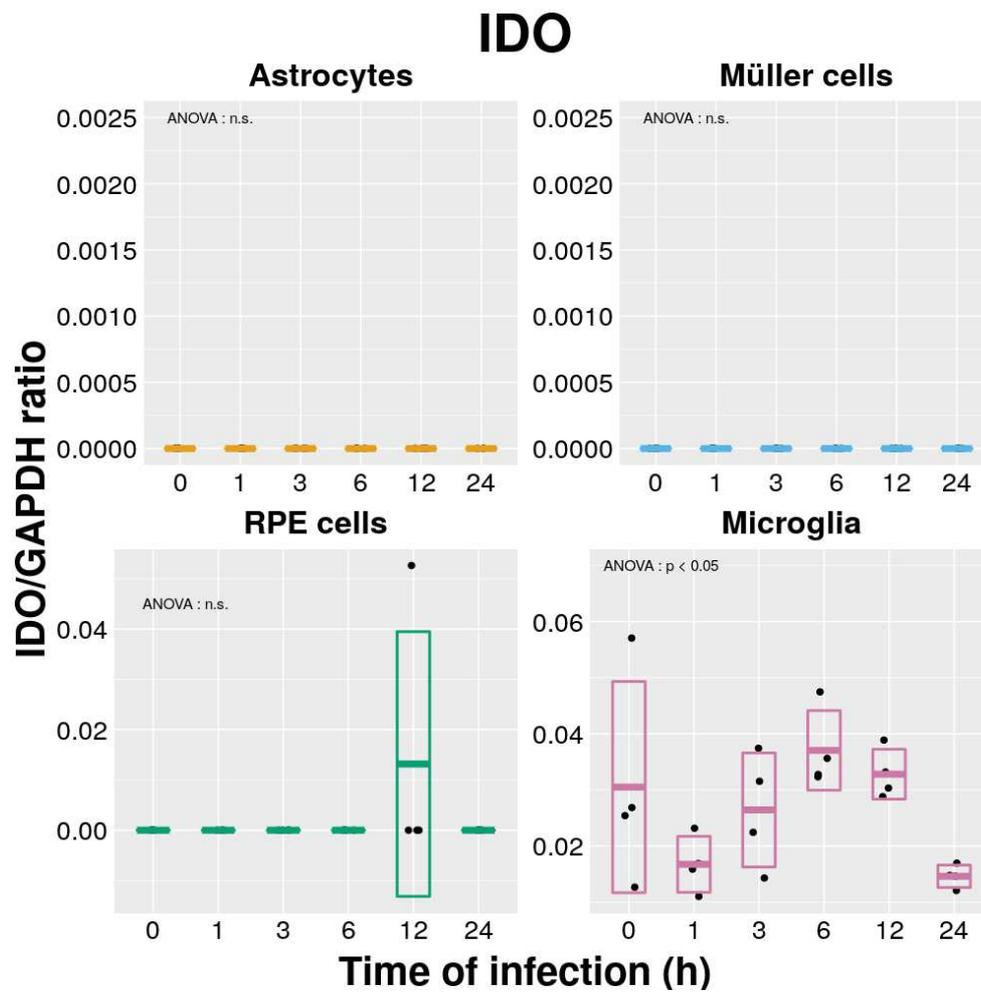 IDO
Astrocytes
Müller cells
IDO/GAPDH ratio
0.0025
0.0020
0.0015
0.0010
0.0005
0.0000
ANOVA : n.s.
0 1 3 6 12 24
0.0025
0.0020
0.0015
0.0010
0.0005
0.0000
ANOVA : n.s.
0 1 3 6 12 24
RPE cells
Microglia
0.04
0.02
0.00
ANOVA : n.s.
0 1 3 6 12 24
0.06
0.04
0.02
ANOVA : p < 0.05
0 1 3 6 12 24
Time of infection (h)